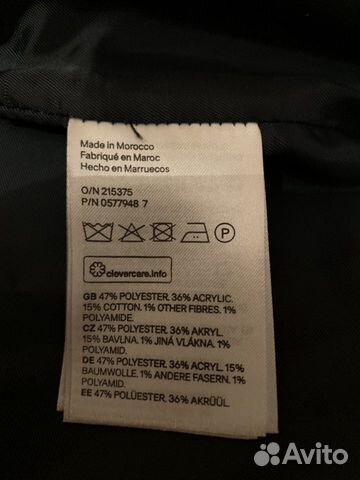 Made in Morocco
Fabriqué en Maroc
Hecho en Marruecos
O/N 215375
P/N 0577948 7
P
clevercare.info
GB 47% POLYESTER. 36% ACRYLIC.
15% COTTON. 1% OTHER FIBRES. 1%
POLYAMIDE.
CZ 47% POLYESTER. 36% AKRYL.
15% BAVLNA. 1% JINÁ VLÁKNA. 1%
POLYAMID.
DE 47% POLYESTER. 36% ACRYL. 15%
BAUMWOLLE. 1% ANDERE FASERN. 1%
POLYAMID.
EE 47% POLÜESTER. 36% AKRÜÜL.
Avito